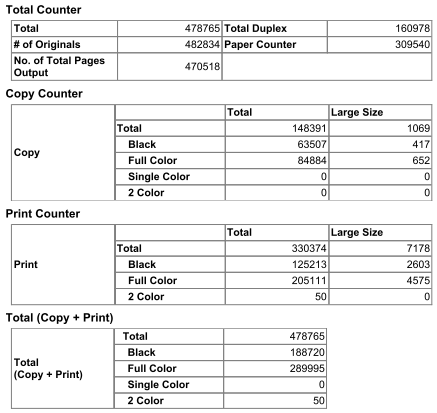 Total Counter
Total 478765 Total Duplex 160978
# of Originals 482834 Paper Counter 309540
No. of Total Pages
Output 470518
Copy Counter
Total Large Size
Total 148391 1069
Black 63507 417
Copy
Full Color 84884 652
Single Color 0 0
2 Color 0 0
Print Counter
Total Large Size
Total 330374 7178
Print Black 125213 2603
Full Color 205111 4575
2 Color 50 0
Total (Copy + Print)
Total 478765
Black 188720
Total
(Copy + Print)
Full Color 289995
Single Color 0
2 Color 50